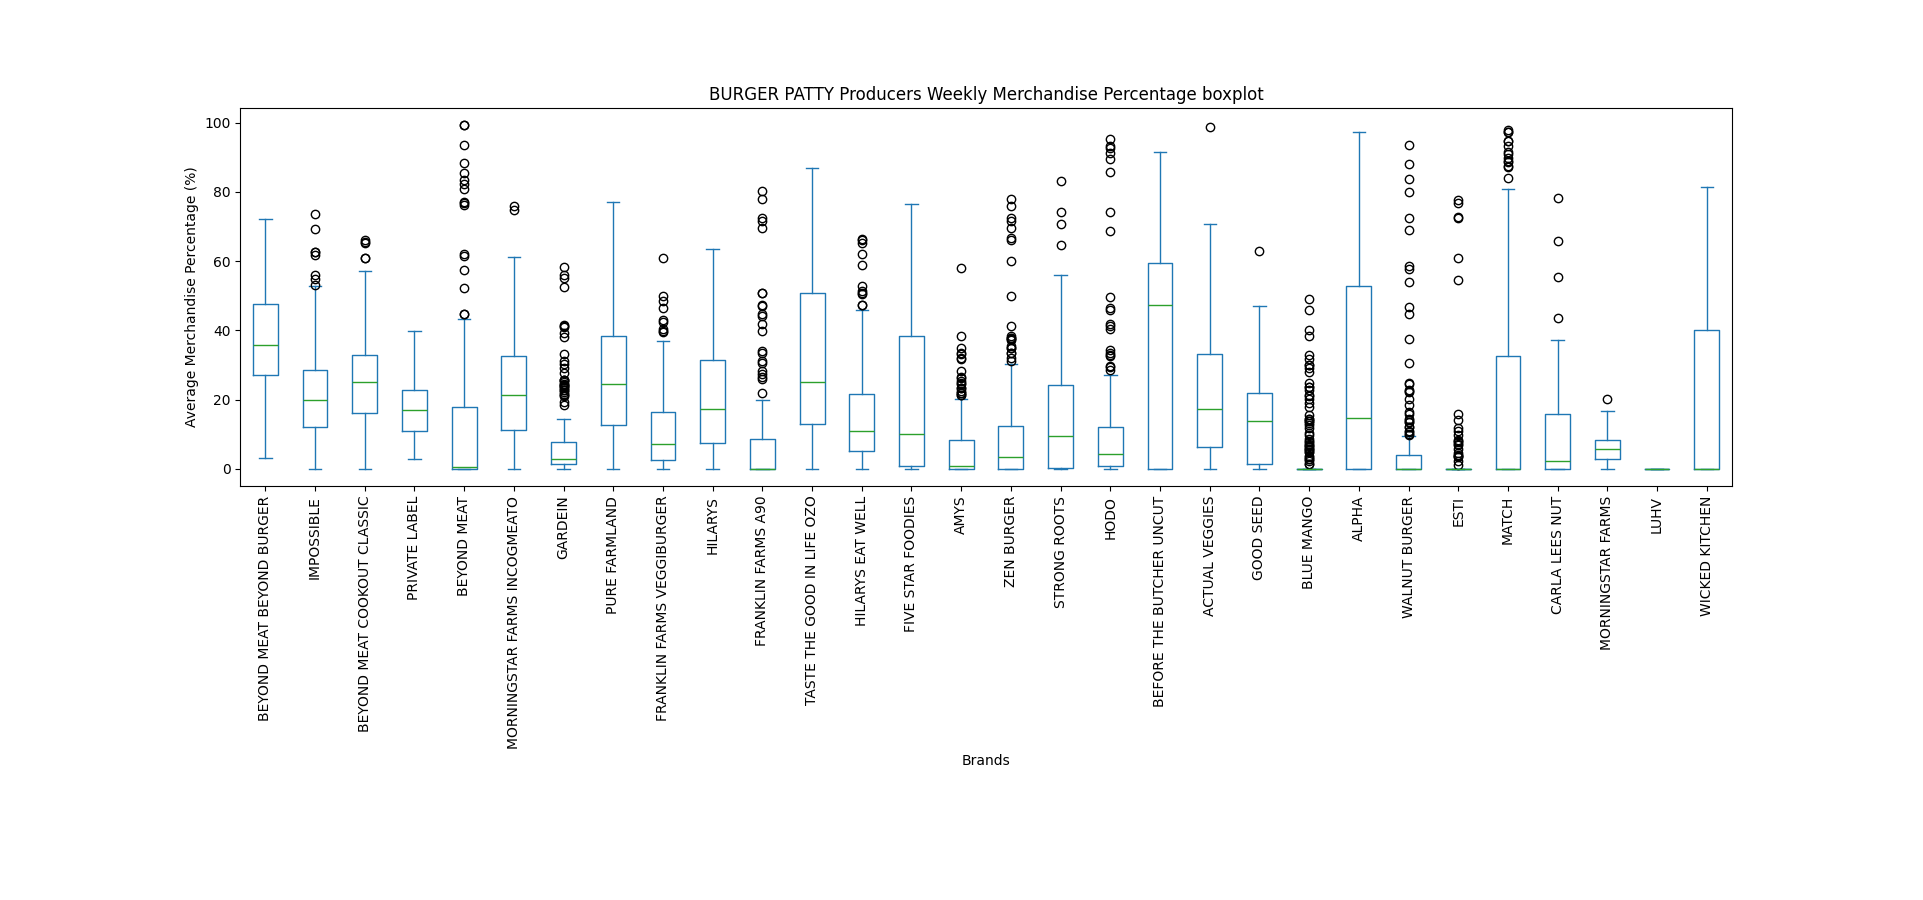 BURGER PATTY Producers Weekly Merchandise Percentage boxplot
Average Merchandise Percentage (%)
100
80
60
40
20
0
BEYOND MEAT BEYOND BURGER
IMPOSSIBLE
BEYOND MEAT COOKOUT CLASSIC
PRIVATE LABEL
BEYOND MEAT
MORNINGSTAR FARMS INCOGMEATO
GARDEIN
PURE FARMLAND
FRANKLIN FARMS VEGGIBURGER
HILARYS
FRANKLIN FARMS A90
TASTE THE GOOD IN LIFE OZO
HILARYS EAT WELL
FIVE STAR FOODIES
AMYS
ZEN BURGER
STRONG ROOTS
HODO
BEFORE THE BUTCHER UNCUT
ACTUAL VEGGIES
GOOD SEED
BLUE MANGO
ALPHA
WALNUT BURGER
ESTI
MATCH
CARLA LEES NUT
MORNINGSTAR FARMS
LUHV
WICKED KITCHEN
Brands